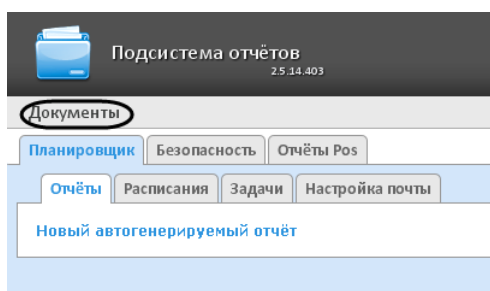 Подсистема отчётов
2.5.14.403
Документы
Планировщик Безопасность Отчёты Pos
Отчёты Расписания Задачи Настройка почты
Новый автогенерируемый отчёт